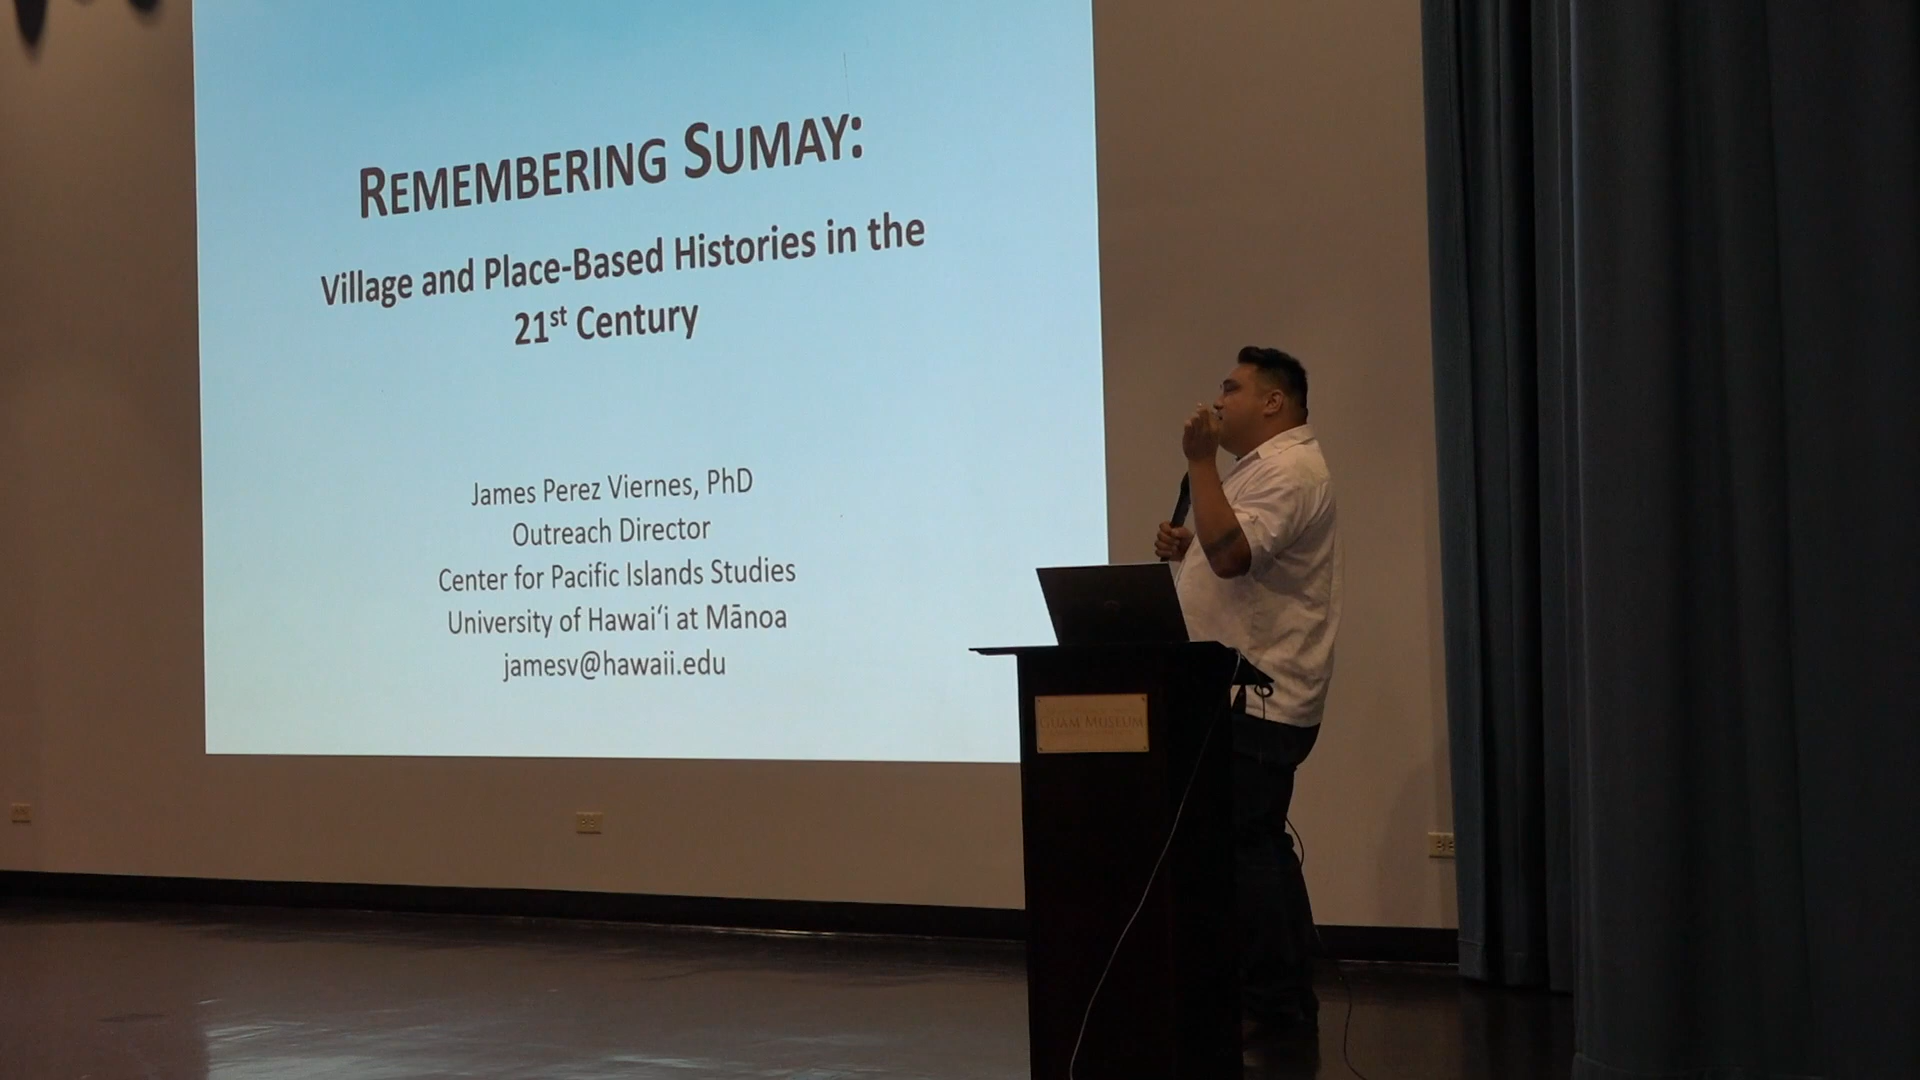 REMEMBERING SUMAY:
Village and Place-Based Histories in the
21st Century
James Perez Viernes, PhD
Outreach Director
Center for Pacific Islands Studies
University of Hawaiʻi at Mānoa
jamesv@hawaii.edu
GUAM MUSEUM